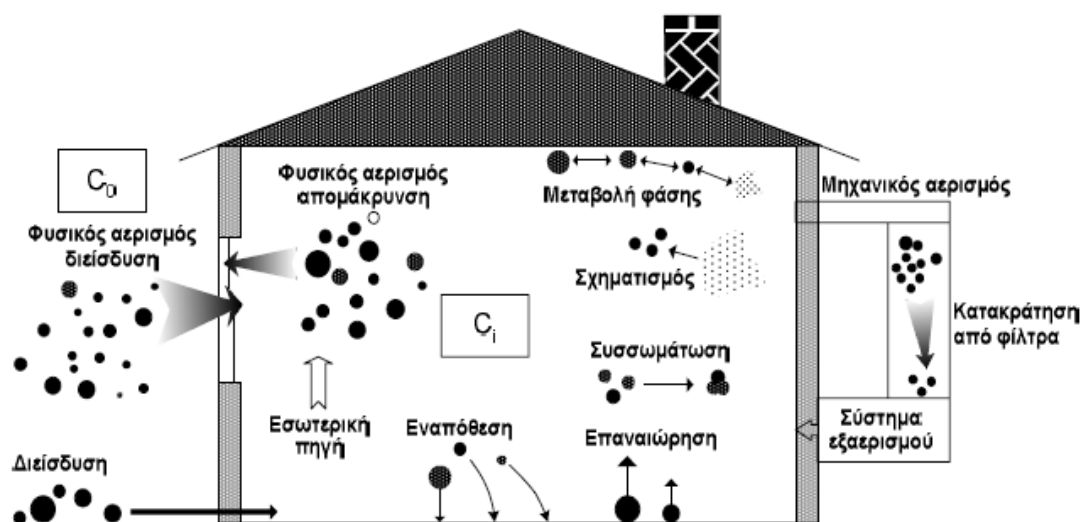 C₀ᵢ
Φυσικός αερισμός
διείσδυση
Φυσικός αερισμός
απομάκρυνση
Μεταβολή φάσης
Μηχανικός αερισμός
Σχηματισμός
Κατακράτηση
από φίλτρα
Cᵢ
Συσσωμάτωση
Εσωτερική
πηγή
Εναπόθεση
Επαναιώρηση
Σύστημα
εξαερισμού
Διείσδυση